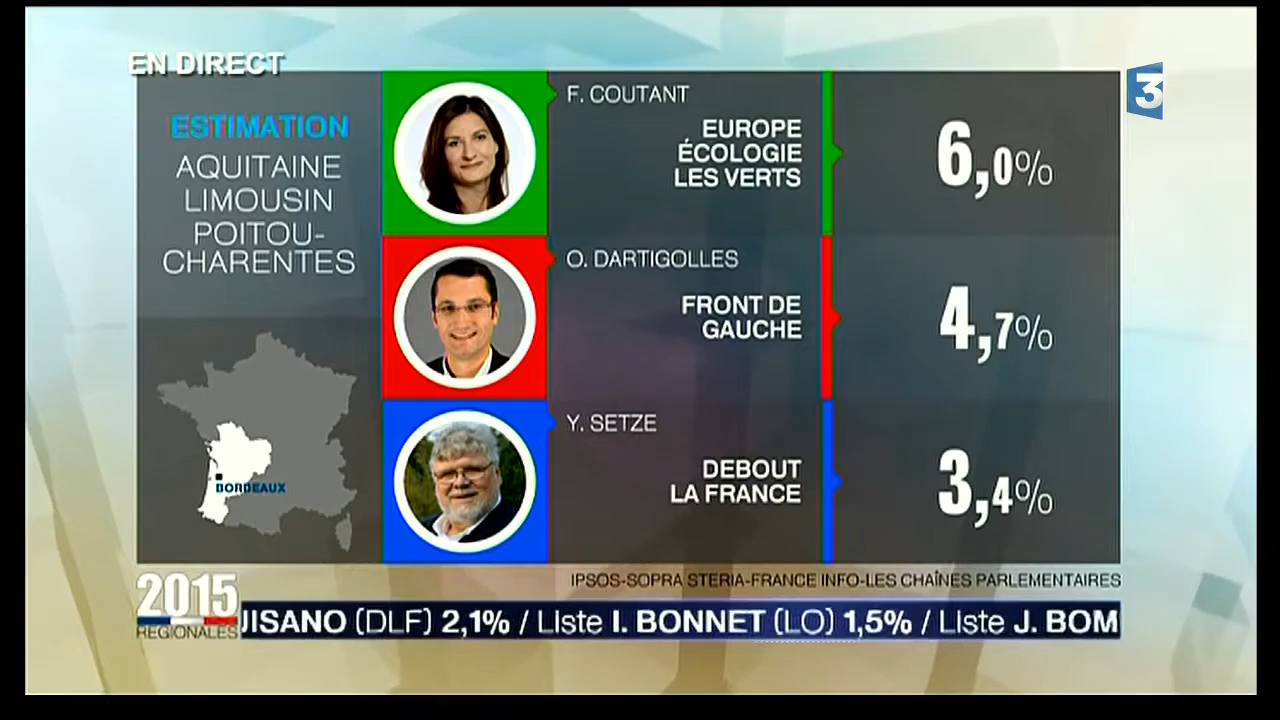 EN DIRECT
3
ESTIMATION
AQUITAINE
LIMOUSIN
POITOU-
CHARENTES
BORDEAUX
F. COUTANT
EUROPE
ÉCOLOGIE
LES VERTS
6,0%
O. DARTIGOLLES
FRONT DE
GAUCHE
4,7%
Y. SETZE
DEBOUT
LA FRANCE
3,4%
IPSOS-SOPRA STERIA-FRANCE INFO-LES CHAÎNES PARLEMENTAIRES
2015
RÉGIONALES
UISANO (DLF) 2,1% / Liste I. BONNET (LO) 1,5% / Liste J. BOM